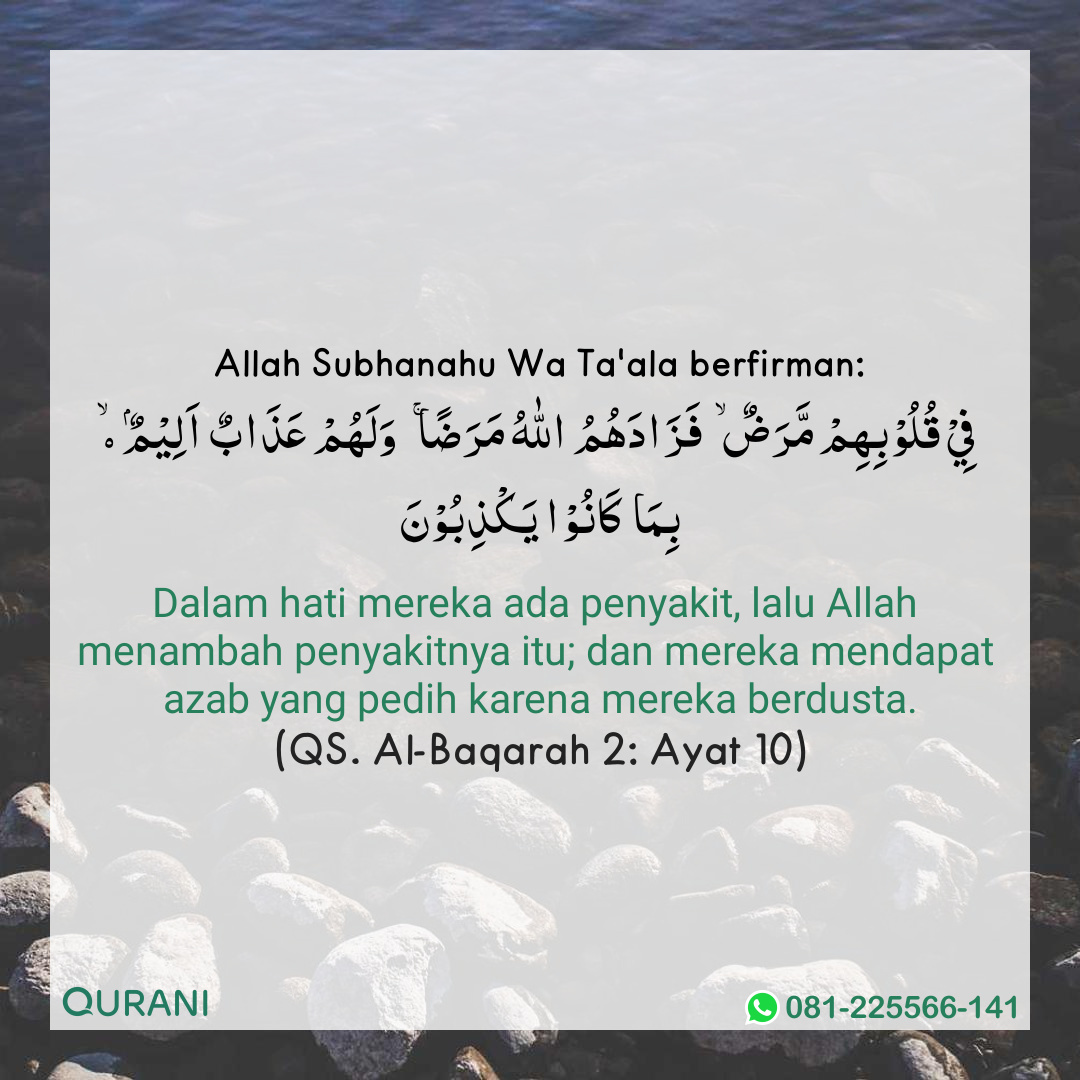 Allah Subhanahu Wa Ta'ala berfirman:
فِيْ قُلُوْبِهِمْ مَّرَضٌۙ فَزَادَهُمُ اللّٰهُ مَرَضًاۚ وَلَهُمْ عَذَابٌ اَلِيْمٌۢ ەۙ
بِمَا كَانُوْا يَكْذِبُوْنَ
Dalam hati mereka ada penyakit, lalu Allah
menambah penyakitnya itu; dan mereka mendapat
azab yang pedih karena mereka berdusta.
(QS. Al-Baqarah 2: Ayat 10)
QURANI
081-225566-141